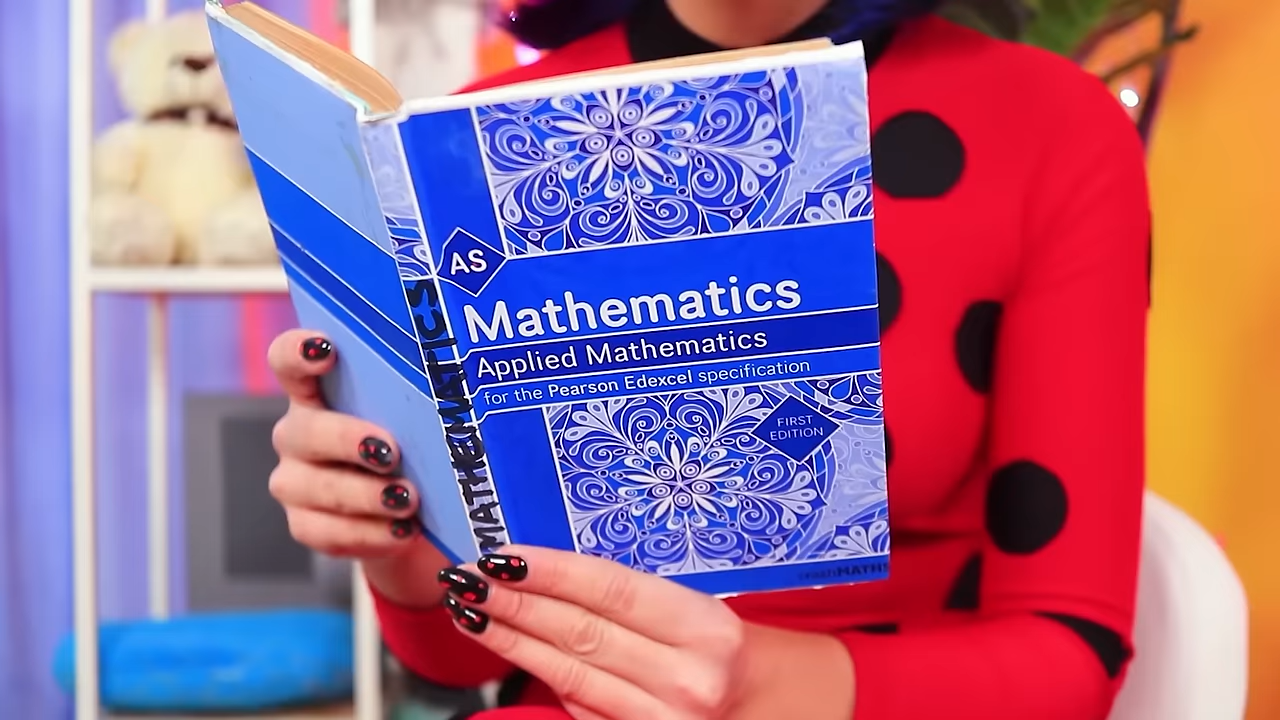 MATHEMATICS
AS
Mathematics
Applied Mathematics
for the Pearson Edexcel specification
FIRST
EDITION